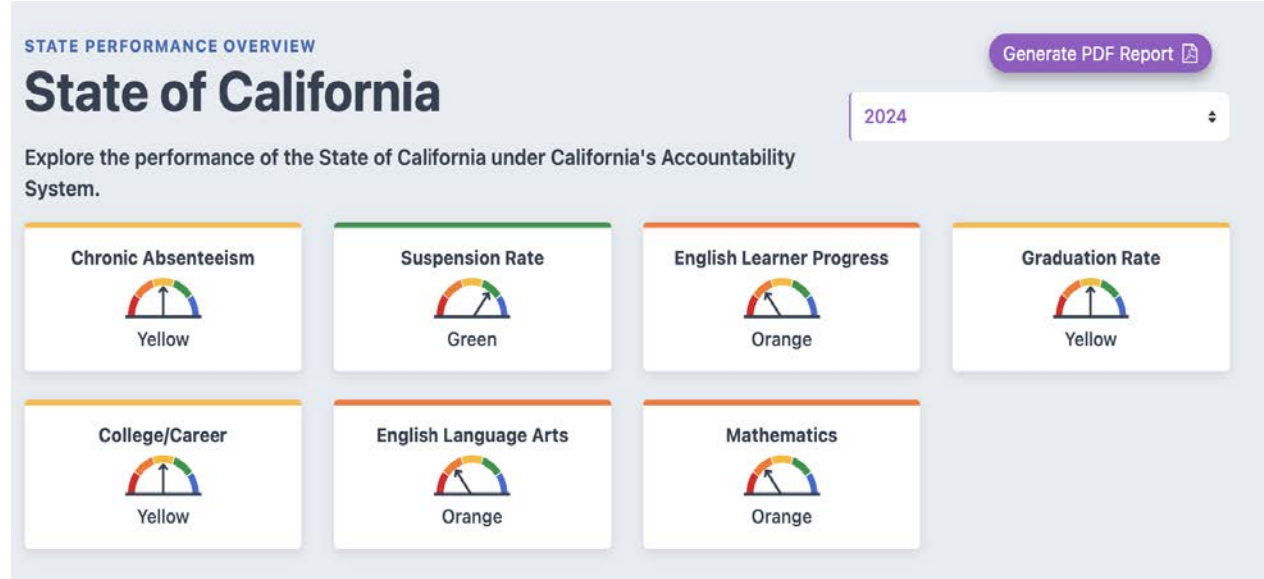 STATE PERFORMANCE OVERVIEW
State of California
Generate PDF Report
2024
Explore the performance of the State of California under California's Accountability
System.
Chronic Absenteeism
Yellow
Suspension Rate
Green
English Learner Progress
Orange
Graduation Rate
Yellow
College/Career
Yellow
English Language Arts
Orange
Mathematics
Orange